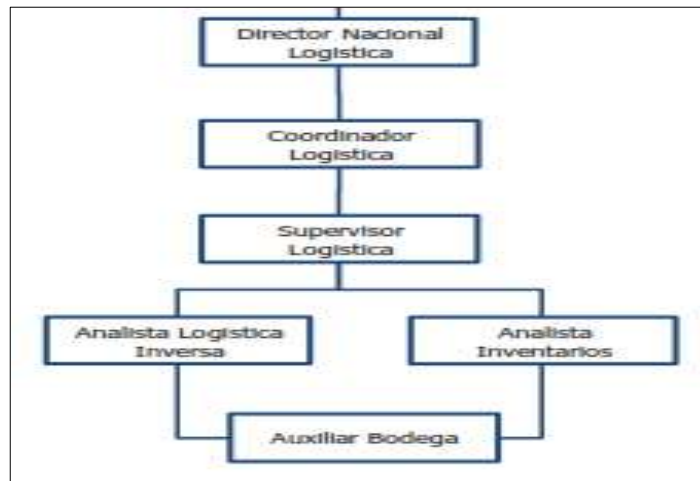 Director Nacional
Logistica
Coordinador
Logistica
Supervisor
Logistica
Analista Logistica
Inversa
Analista
Inventarios
Auxiliar Bodega